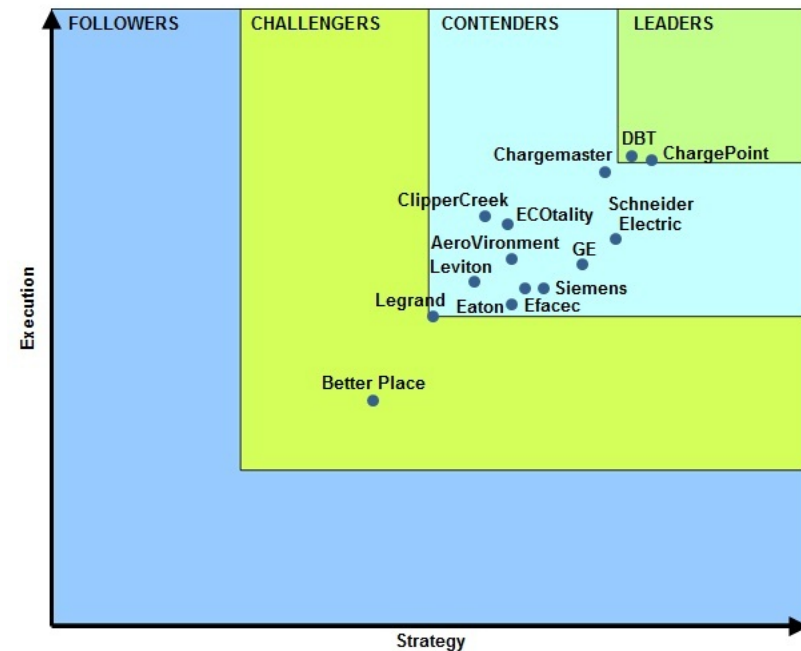 FOLLOWERS
CHALLENGERS
CONTENDERS
LEADERS
DBT
Chargemaster
ChargePoint
ClipperCreek
ECOtality
Schneider
Electric
AeroVironment
GE
Leviton
Siemens
Legrand
Eaton
Efacec
Better Place
Execution
Strategy